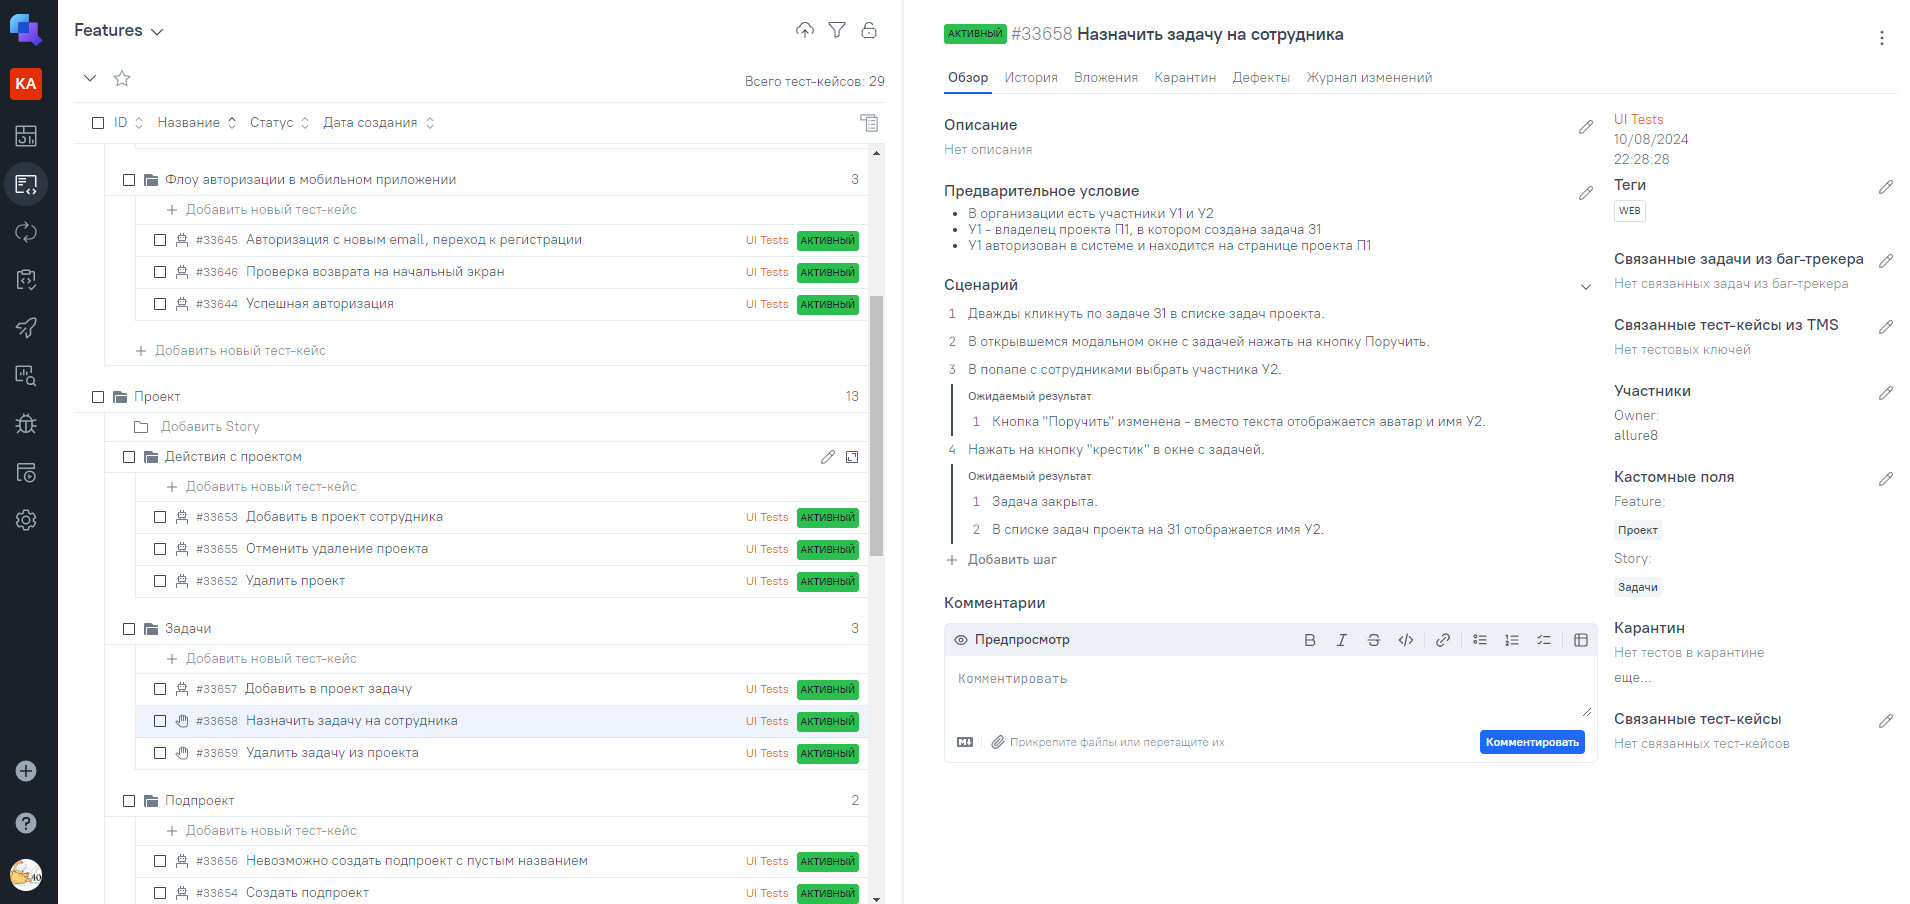 Features
Всего тест-кейсов: 29
ID Название Статус Дата создания
Флоу авторизации в мобильном приложении 3
Добавить новый тест-кейс
#33645 Авторизация с новым email, переход к регистрации UI Tests АКТИВНЫЙ
#33646 Проверка возврата на начальный экран UI Tests АКТИВНЫЙ
#33644 Успешная авторизация UI Tests АКТИВНЫЙ
Добавить новый тест-кейс
Проект 13
Добавить Story
Действия с проектом
Добавить новый тест-кейс
#33653 Добавить в проект сотрудника UI Tests АКТИВНЫЙ
#33655 Отменить удаление проекта UI Tests АКТИВНЫЙ
#33652 Удалить проект UI Tests АКТИВНЫЙ
Задачи 3
Добавить новый тест-кейс
#33657 Добавить в проект задачу UI Tests АКТИВНЫЙ
#33658 Назначить задачу на сотрудника UI Tests АКТИВНЫЙ
#33659 Удалить задачу из проекта UI Tests АКТИВНЫЙ
Подпроект 2
Добавить новый тест-кейс
#33656 Невозможно создать подпроект с пустым названием UI Tests АКТИВНЫЙ
#33654 Создать подпроект UI Tests АКТИВНЫЙ
KA
40
АКТИВНЫЙ #33658 Назначить задачу на сотрудника
Обзор История Вложения Карантин Дефекты Журнал изменений
Описание
Нет описания
Предварительное условие
В организации есть участники У1 и У2
У1 - владелец проекта П1, в котором создана задача З1
У1 авторизован в системе и находится на странице проекта П1
Сценарий
1 Дважды кликнуть по задаче З1 в списке задач проекта.
2 В открывшемся модальном окне с задачей нажать на кнопку Поручить.
3 В попапе с сотрудниками выбрать участника У2.
Ожидаемый результат
1 Кнопка "Поручить" изменена - вместо текста отображается аватар и имя У2.
4 Нажать на кнопку "крестик" в окне с задачей.
Ожидаемый результат
1 Задача закрыта.
2 В списке задач проекта на З1 отображается имя У2.
Добавить шаг
Комментарии
Предпросмотр
Комментировать
Прикрепите файлы или перетащите их
Комментировать
UI Tests
10/08/2024
22:28:28
Теги
WEB
Связанные задачи из баг-трекера
Нет связанных задач из баг-трекера
Связанные тест-кейсы из TMS
Нет тестовых ключей
Участники
Owner:
allure8
Кастомные поля
Feature:
Проект
Story:
Задачи
Карантин
Нет тестов в карантине
еще...
Связанные тест-кейсы
Нет связанных тест-кейсов